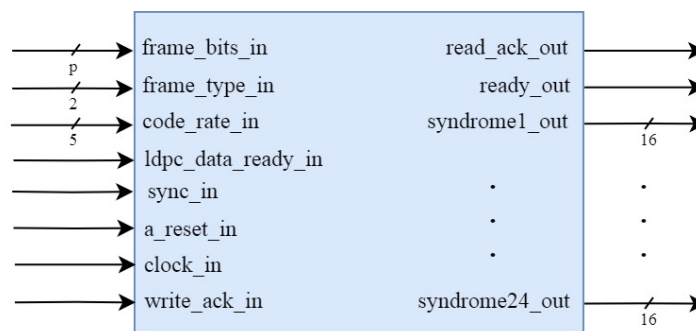 frame_bits_in
read_ack_out
p
frame_type_in
ready_out
2
code_rate_in
syndrome1_out
5
16
ldpc_data_ready_in
sync_in
a_reset_in
clock_in
write_ack_in
syndrome24_out
16